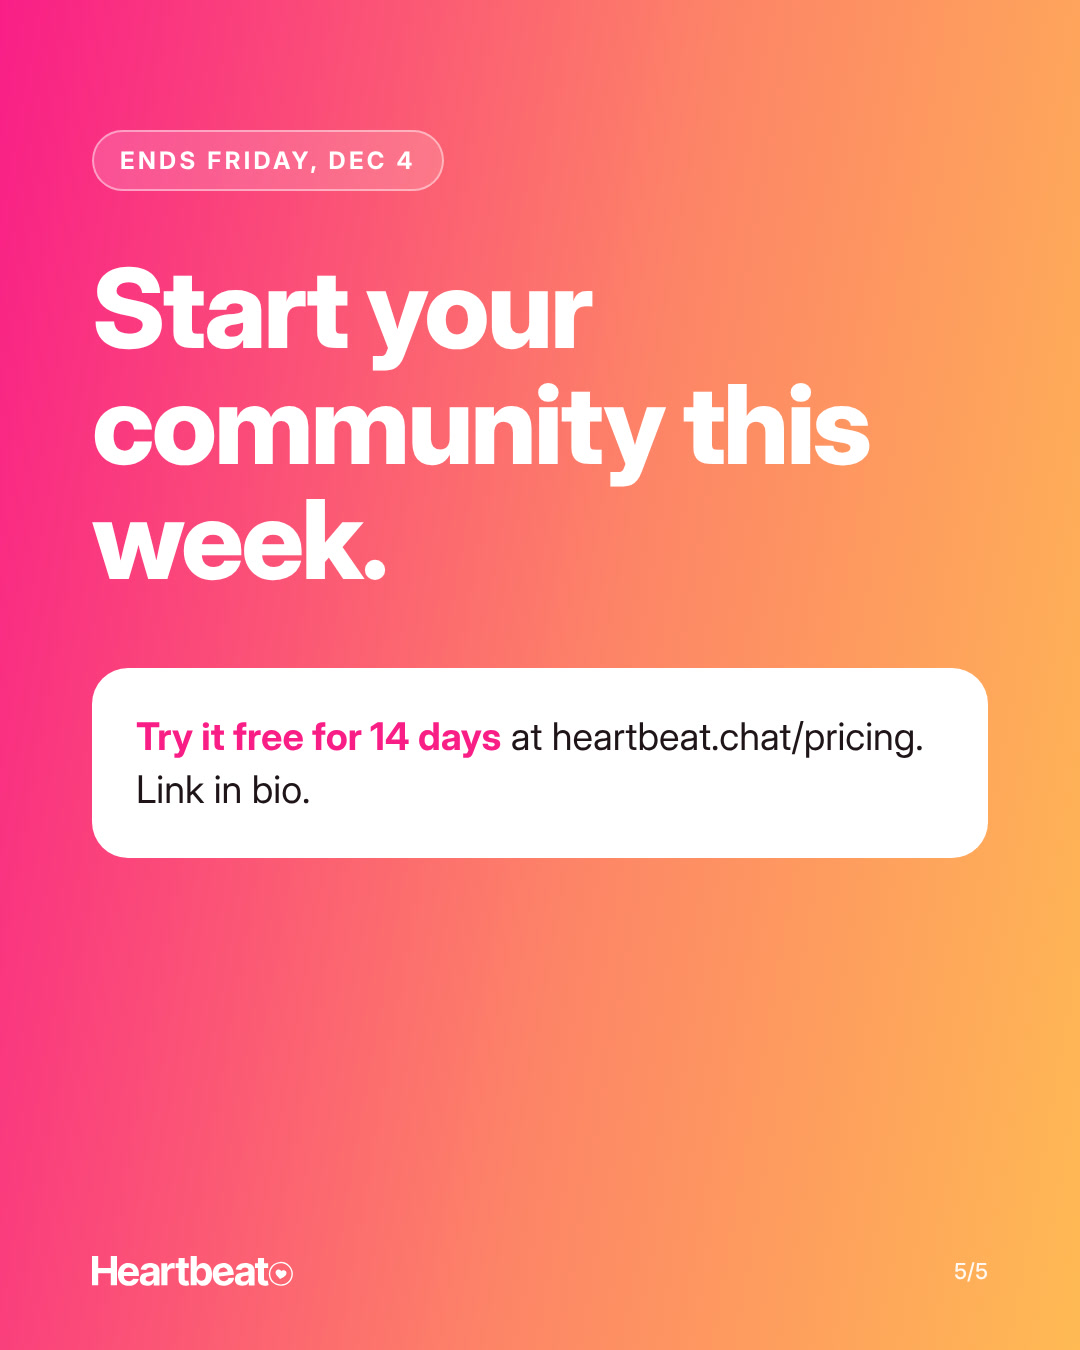 ENDS FRIDAY, DEC 4
Start your
community this
week.
Try it free for 14 days at heartbeat.chat/pricing.
Link in bio.
Heartbeat
5/5